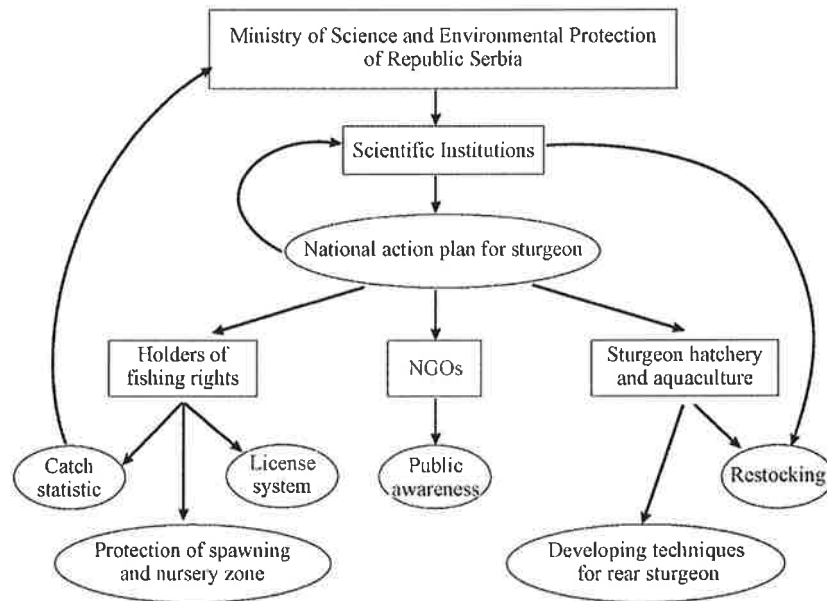 Ministry of Science and Environmental Protection
of Republic Serbia
Scientific Institutions
National action plan for sturgeon
Holders of
fishing rights
NGOs
Sturgeon hatchery
and aquaculture
Catch
statistic
License
system
Public
awareness
Restocking
Protection of spawning
and nursery zone
Developing techniques
for rear sturgeon